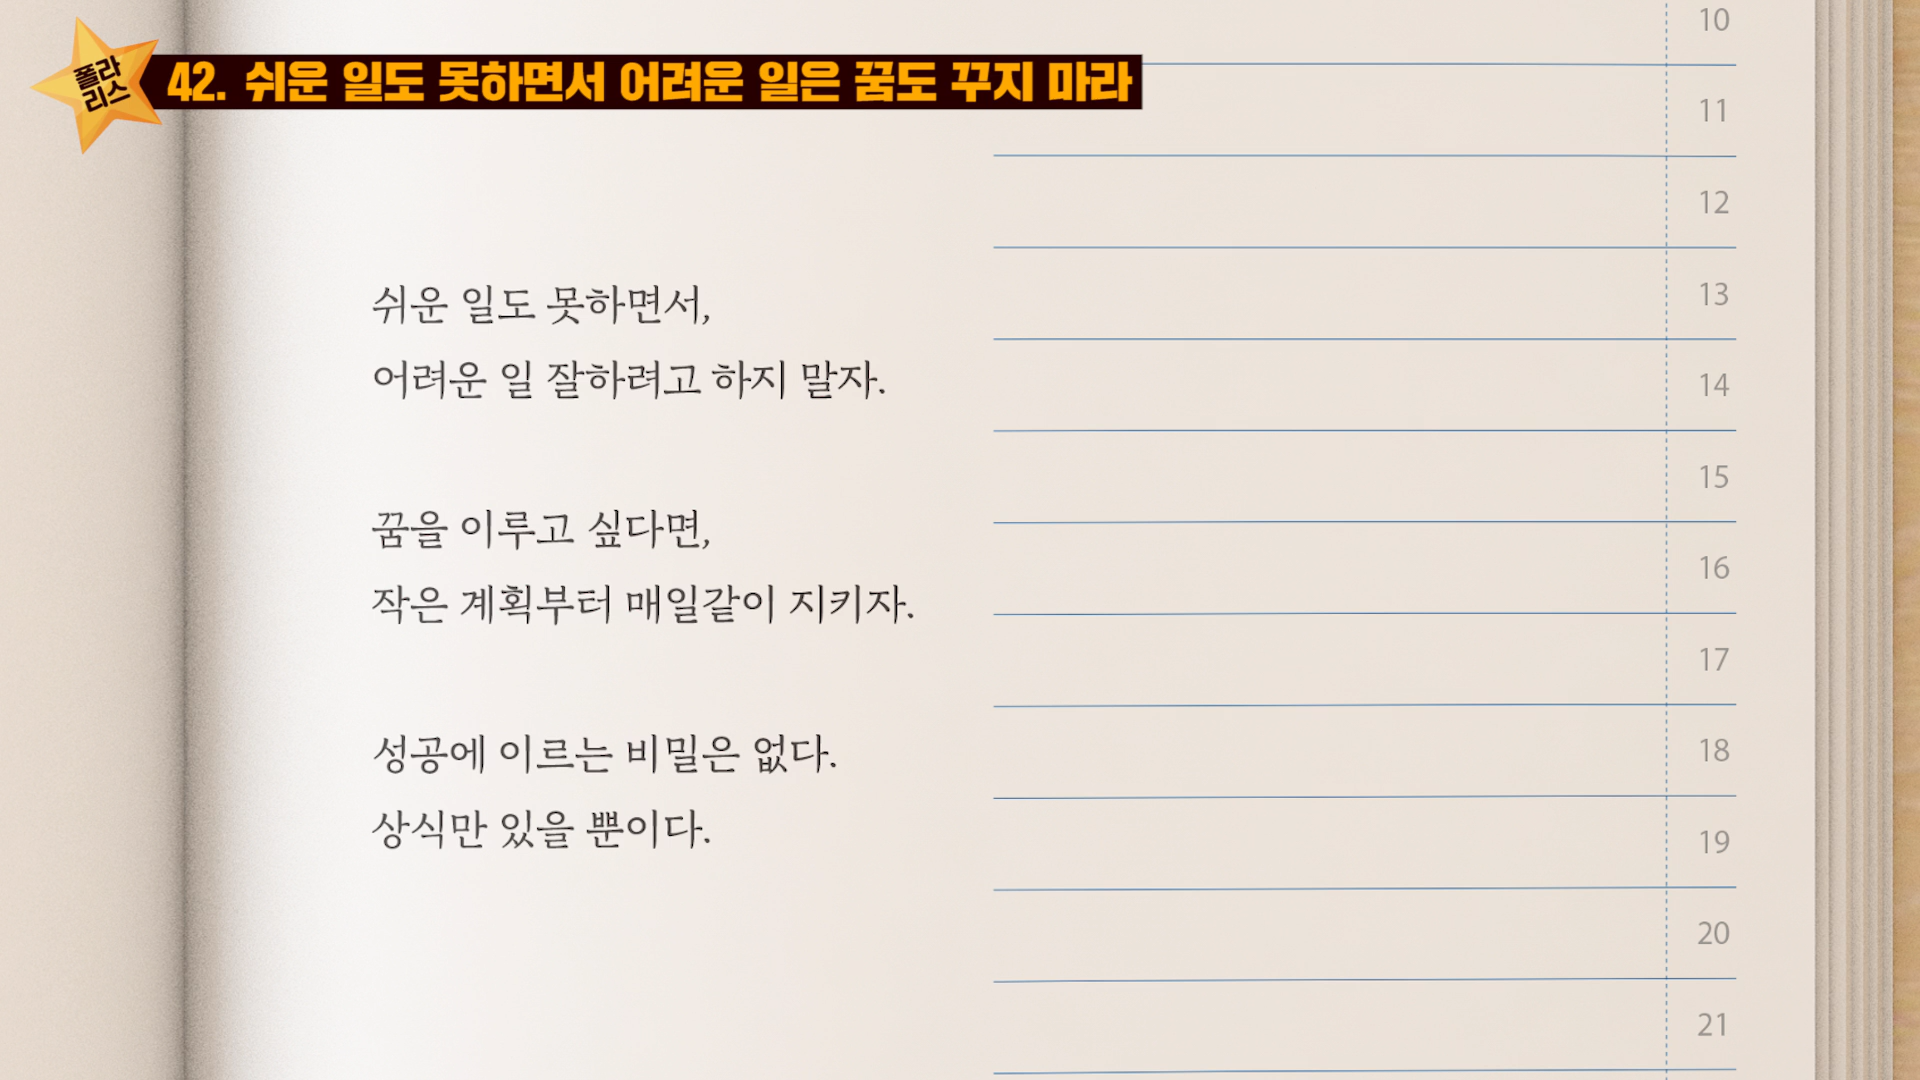 폴라
리스
42. 쉬운 일도 못하면서 어려운 일은 꿈도 꾸지 마라
쉬운 일도 못하면서,
어려운 일 잘하려고 하지 말자.
꿈을 이루고 싶다면,
작은 계획부터 매일같이 지키자.
성공에 이르는 비밀은 없다.
상식만 있을 뿐이다.
10
11
12
13
14
15
16
17
18
19
20
21